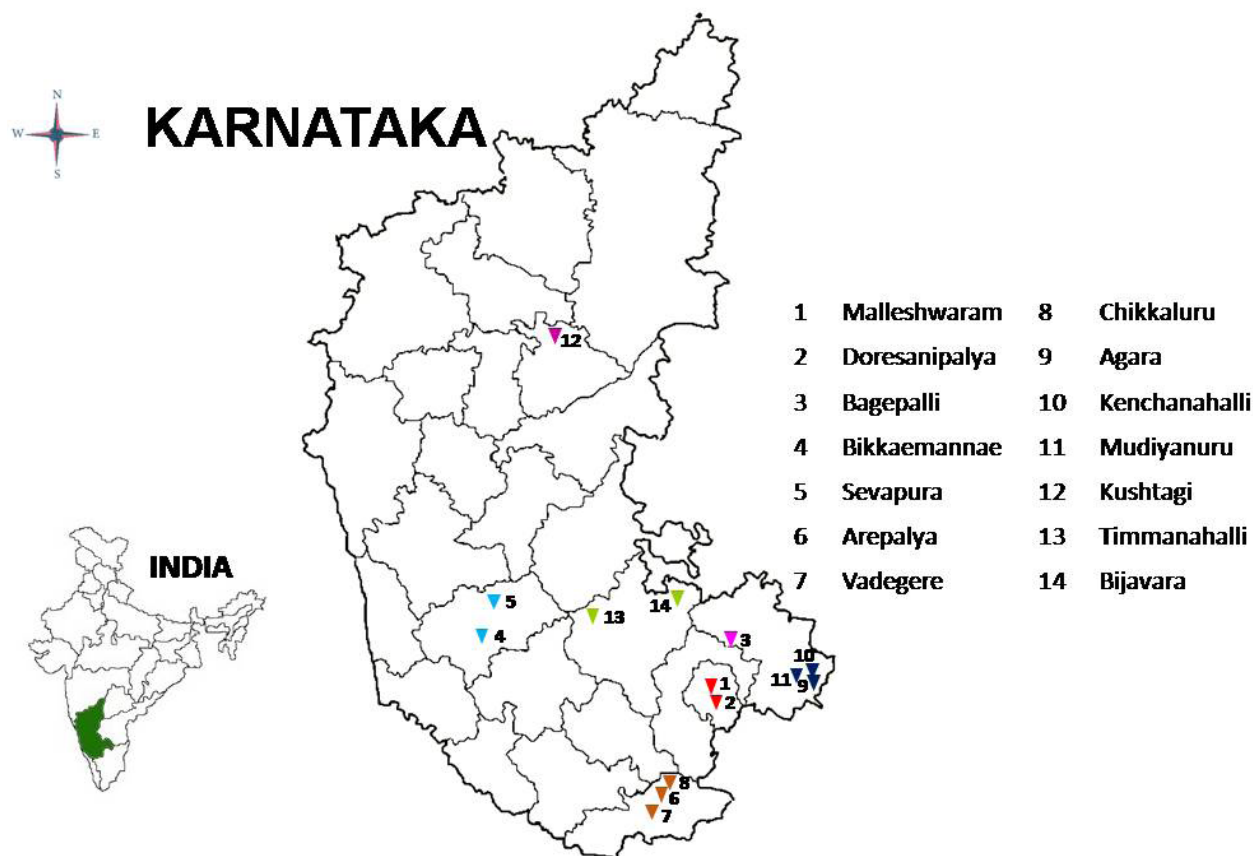 N
W E
S
KARNATAKA
12
1 Malleshwaram 8 Chikkaluru
2 Doresanipalya 9 Agara
3 Bagepalli 10 Kenchanahalli
4 Bikkaemannae 11 Mudiyanuru
5 Sevapura 12 Kushtagi
6 Arepalya 13 Timmanahalli
7 Vadegere 14 Bijavara
INDIA
5
14
13
4
3
10
11
9
1
2
8
6
7